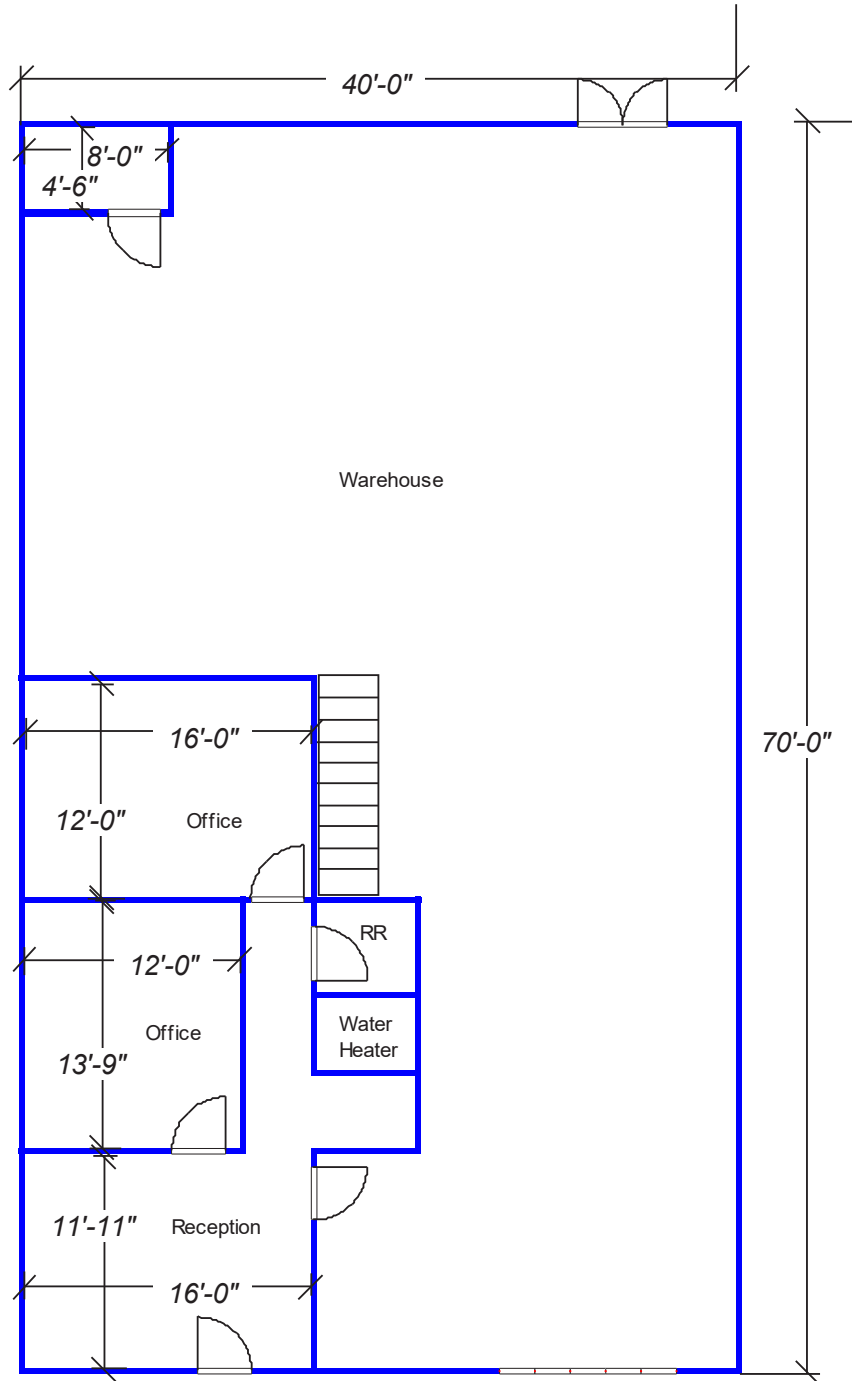 40'-0"
8'-0"
4'-6"
Warehouse
16'-0"
70'-0"
12'-0"
Office
RR
12'-0"
Water
Heater
Office
13'-9"
11'-11"
Reception
16'-0"